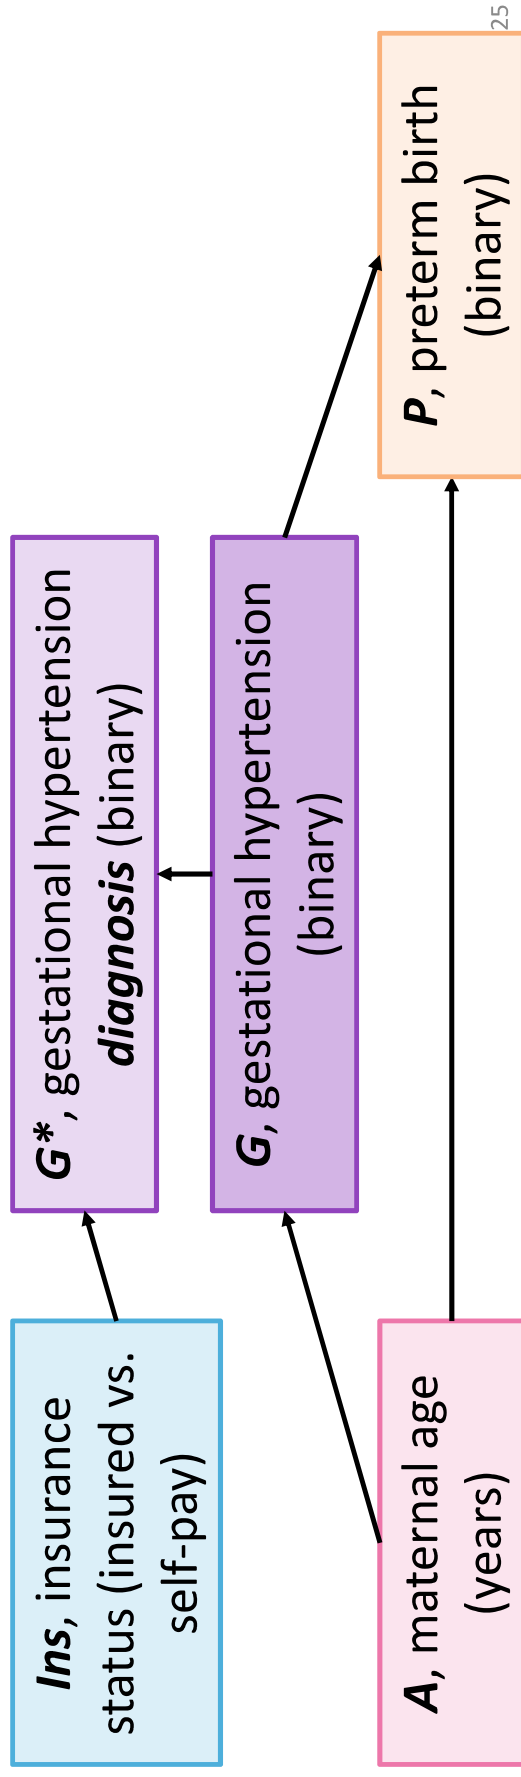 Ins, insurance
status (insured vs.
self-pay)
G*, gestational hypertension
diagnosis (binary)
G, gestational hypertension
(binary)
A, maternal age
(years)
P, preterm birth
(binary)
25